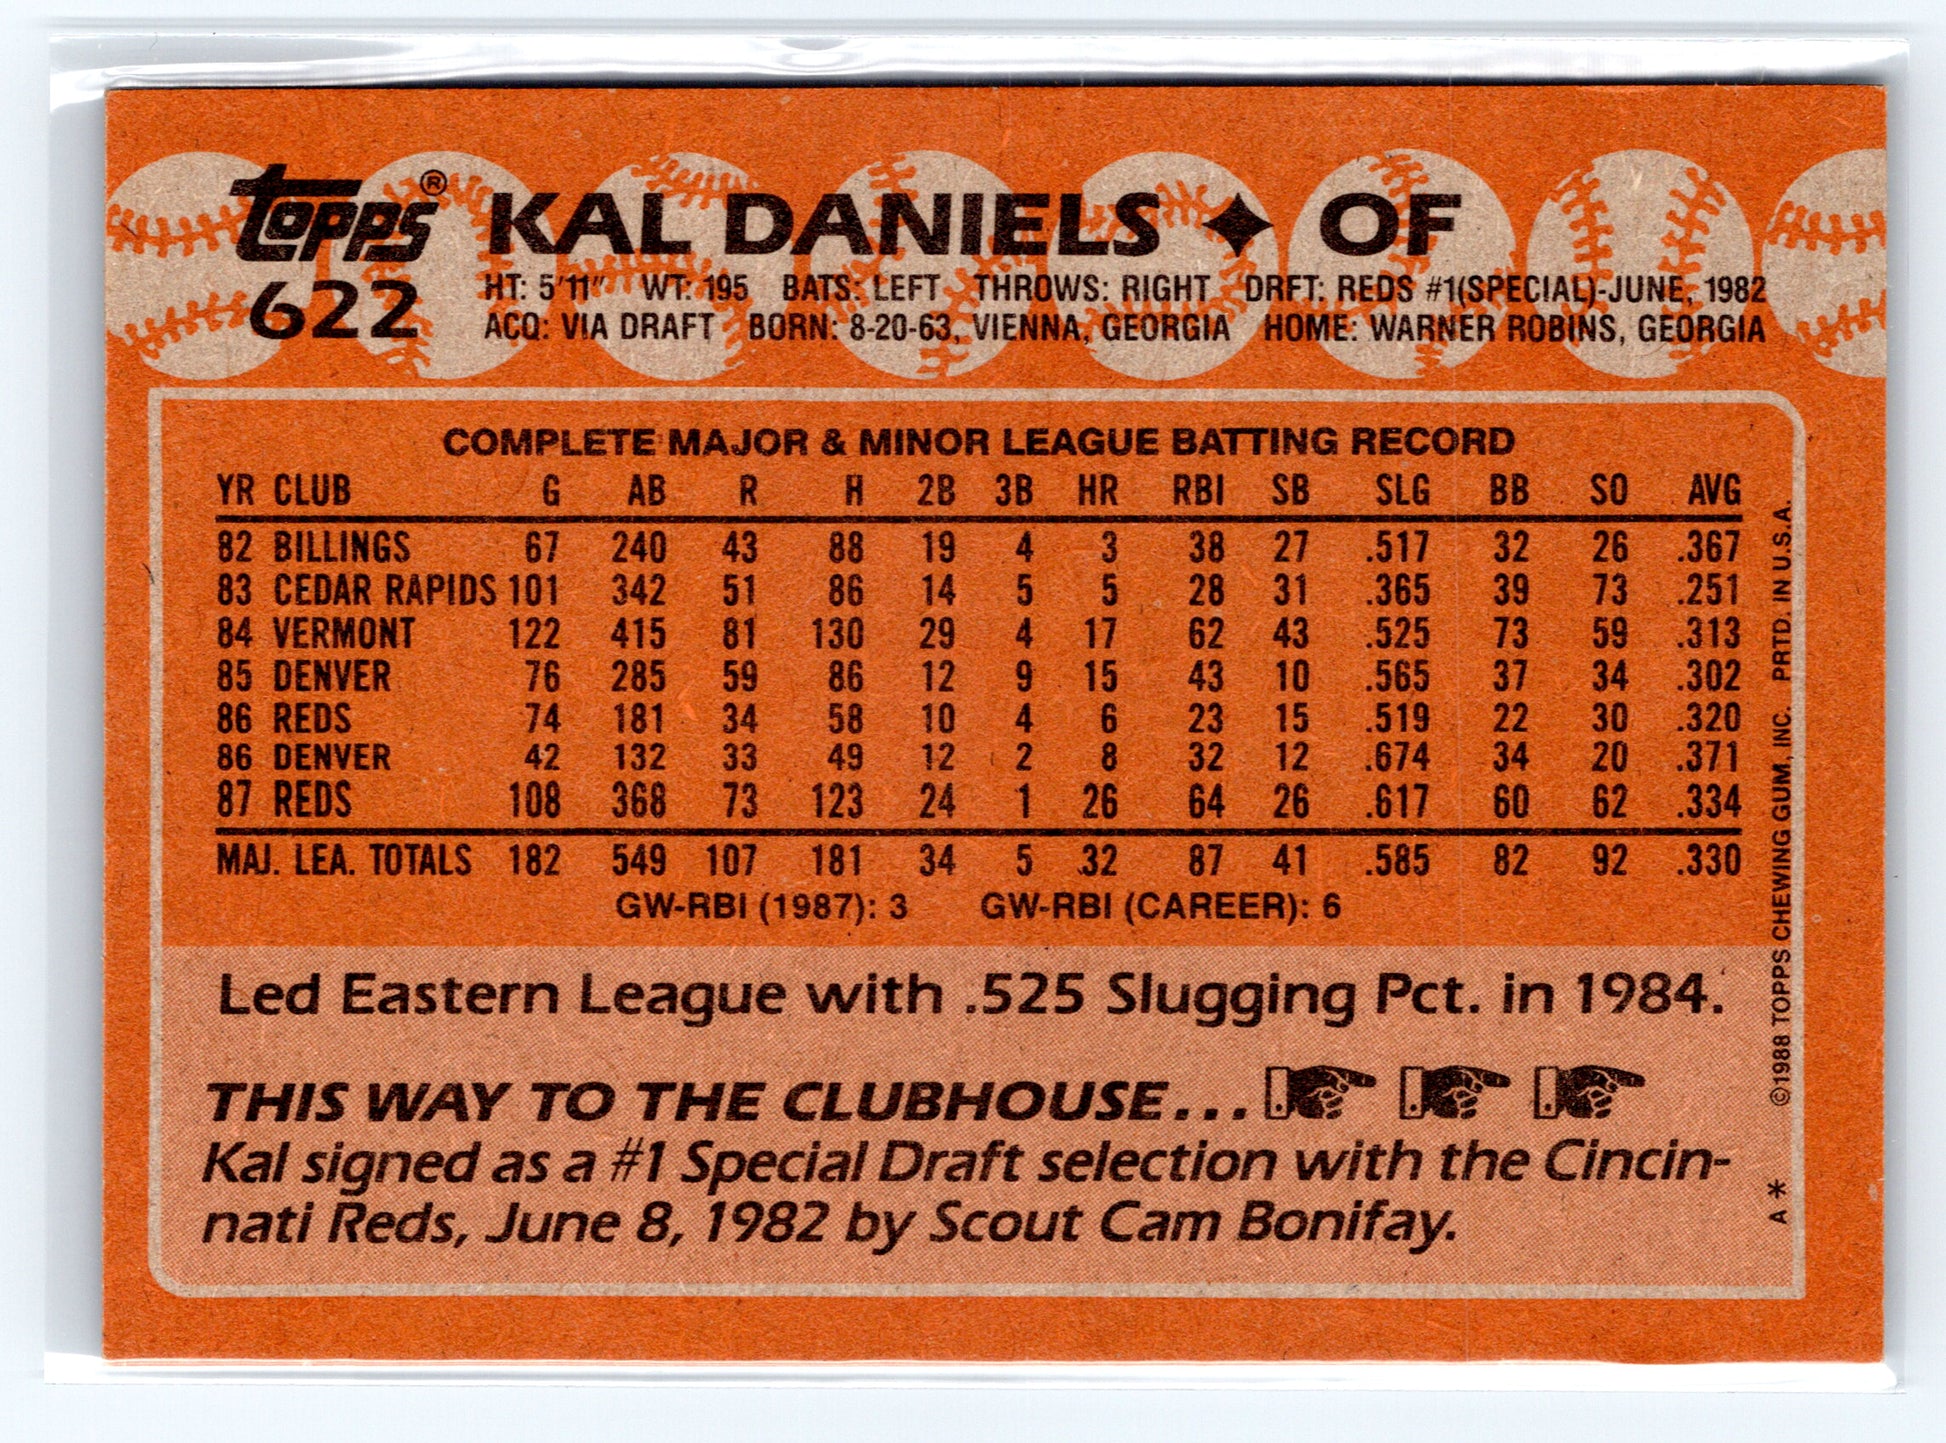 topps® KAL DANIELS ✦ OF
622 HT: 5'11" WT: 195 BATS: LEFT THROWS: RIGHT DRFT: REDS #1(SPECIAL)-JUNE, 1982
ACQ: VIA DRAFT BORN: 8-20-63, VIENNA, GEORGIA HOME: WARNER ROBINS, GEORGIA
COMPLETE MAJOR & MINOR LEAGUE BATTING RECORD
YR CLUB G AB R H 2B 3B HR RBI SB SLG BB SO AVG
82 BILLINGS 67 240 43 88 19 4 3 38 27 .517 32 26 .367
83 CEDAR RAPIDS 101 342 51 86 14 5 5 28 31 .365 39 73 .251
84 VERMONT 122 415 81 130 29 4 17 62 43 .525 73 59 .313
85 DENVER 76 285 59 86 12 9 15 43 10 .565 37 34 .302
86 REDS 74 181 34 58 10 4 6 23 15 .519 22 30 .320
86 DENVER 42 132 33 49 12 2 8 32 12 .674 34 20 .371
87 REDS 108 368 73 123 24 1 26 64 26 .617 60 62 .334
MAJ. LEA. TOTALS 182 549 107 181 34 5 32 87 41 .585 82 92 .330
GW-RBI (1987): 3 GW-RBI (CAREER): 6
Led Eastern League with .525 Slugging Pct. in 1984.
THIS WAY TO THE CLUBHOUSE...
Kal signed as a #1 Special Draft selection with the Cincin-
nati Reds, June 8, 1982 by Scout Cam Bonifay.
©1988 TOPPS CHEWING GUM, INC. PRTD. IN U.S.A.
A*